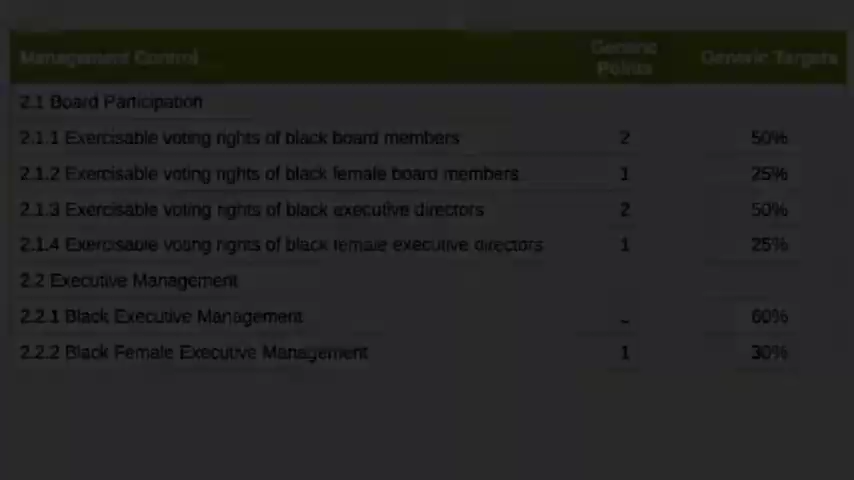 Management Control Generic Points Generic Targets
2.1 Board Participation
2.1.1 Exercisable voting rights of black board members 2 50%
2.1.2 Exercisable voting rights of black female board members 1 25%
2.1.3 Exercisable voting rights of black executive directors 2 50%
2.1.4 Exercisable voting rights of black female executive directors 1 25%
2.2 Executive Management
2.2.1 Black Executive Management 60%
2.2.2 Black Female Executive Management 1 30%